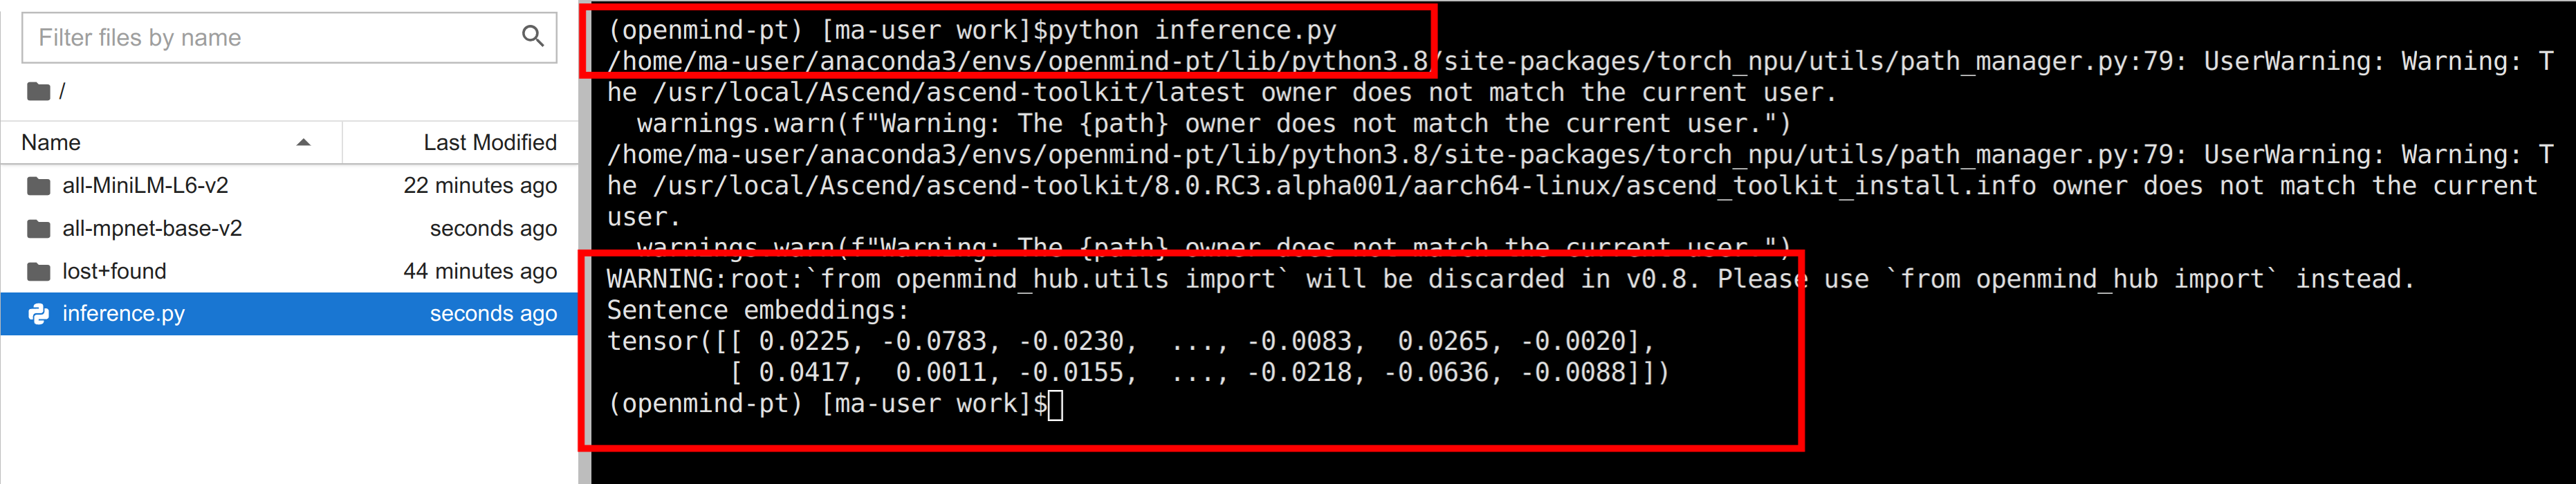 Filter files by name
/
Name Last Modified
all-MiniLM-L6-v2 22 minutes ago
all-mpnet-base-v2 seconds ago
lost+found 44 minutes ago
inference.py seconds ago
(openmind-pt) [ma-user work]$python inference.py
/home/ma-user/anaconda3/envs/openmind-pt/lib/python3.8/site-packages/torch_npu/utils/path_manager.py:79: UserWarning: Warning: T
he /usr/local/Ascend/ascend-toolkit/latest owner does not match the current user.
  warnings.warn(f"Warning: The {path} owner does not match the current user.")
/home/ma-user/anaconda3/envs/openmind-pt/lib/python3.8/site-packages/torch_npu/utils/path_manager.py:79: UserWarning: Warning: T
he /usr/local/Ascend/ascend-toolkit/8.0.RC3.alpha001/aarch64-linux/ascend_toolkit_install.info owner does not match the current
user.
  warnings.warn(f"Warning: The {path} owner does not match the current user.")
WARNING:root:`from openmind_hub.utils import` will be discarded in v0.8. Please use `from openmind_hub import` instead.
Sentence embeddings:
tensor([[ 0.0225, -0.0783, -0.0230,  ..., -0.0083,  0.0265, -0.0020],
        [ 0.0417,  0.0011, -0.0155,  ..., -0.0218, -0.0636, -0.0088]])
(openmind-pt) [ma-user work]$